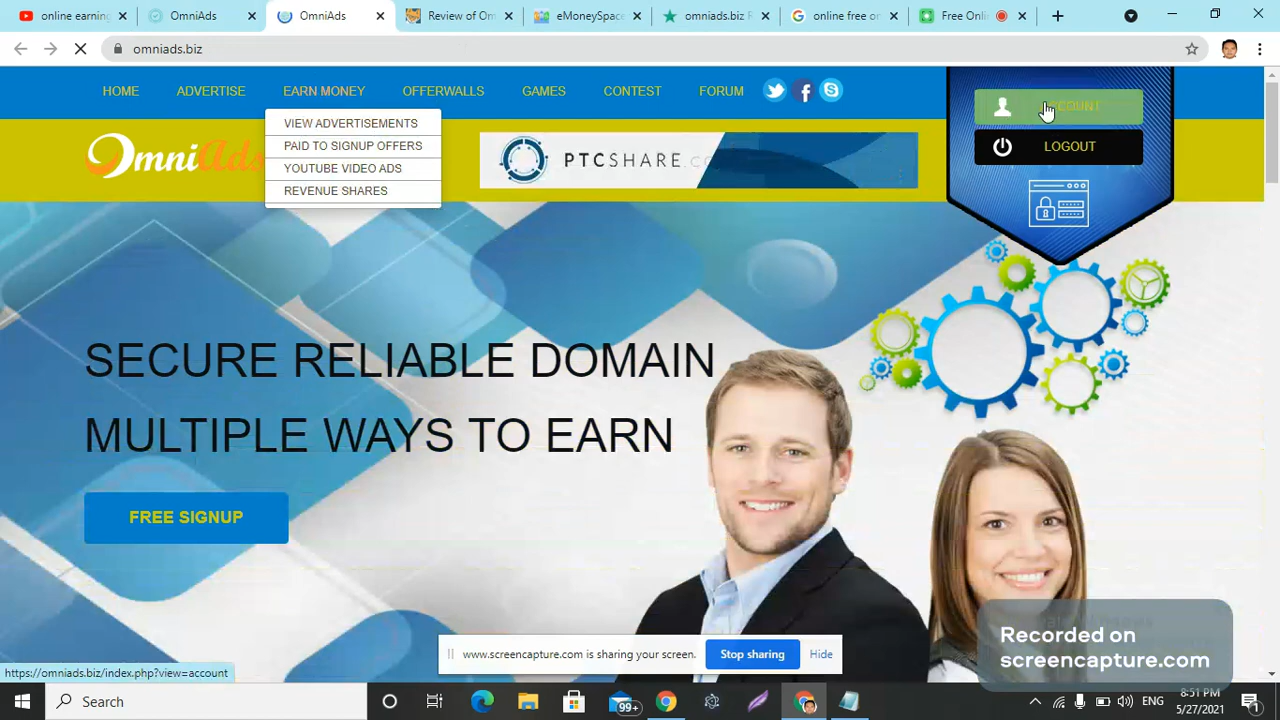 online earning
OmniAds
OmniAds
Review of Om
eMoneySpace
omniads.biz R
online free on
Free Onli
omniads.biz
HOME
ADVERTISE
EARN MONEY
OFFERWALLS
GAMES
CONTEST
FORUM
VIEW ADVERTISEMENTS
PAID TO SIGNUP OFFERS
YOUTUBE VIDEO ADS
REVENUE SHARES
OmniAds
PTCSHARE.co
ACCOUNT
LOGOUT
SECURE RELIABLE DOMAIN
MULTIPLE WAYS TO EARN
FREE SIGNUP
www.screencapture.com is sharing your screen.
Stop sharing
Hide
Recorded on
screencapture.com
https://omniads.biz/index.php?view=account
Search
99+
ENG
8:51 PM
5/27/2021
1